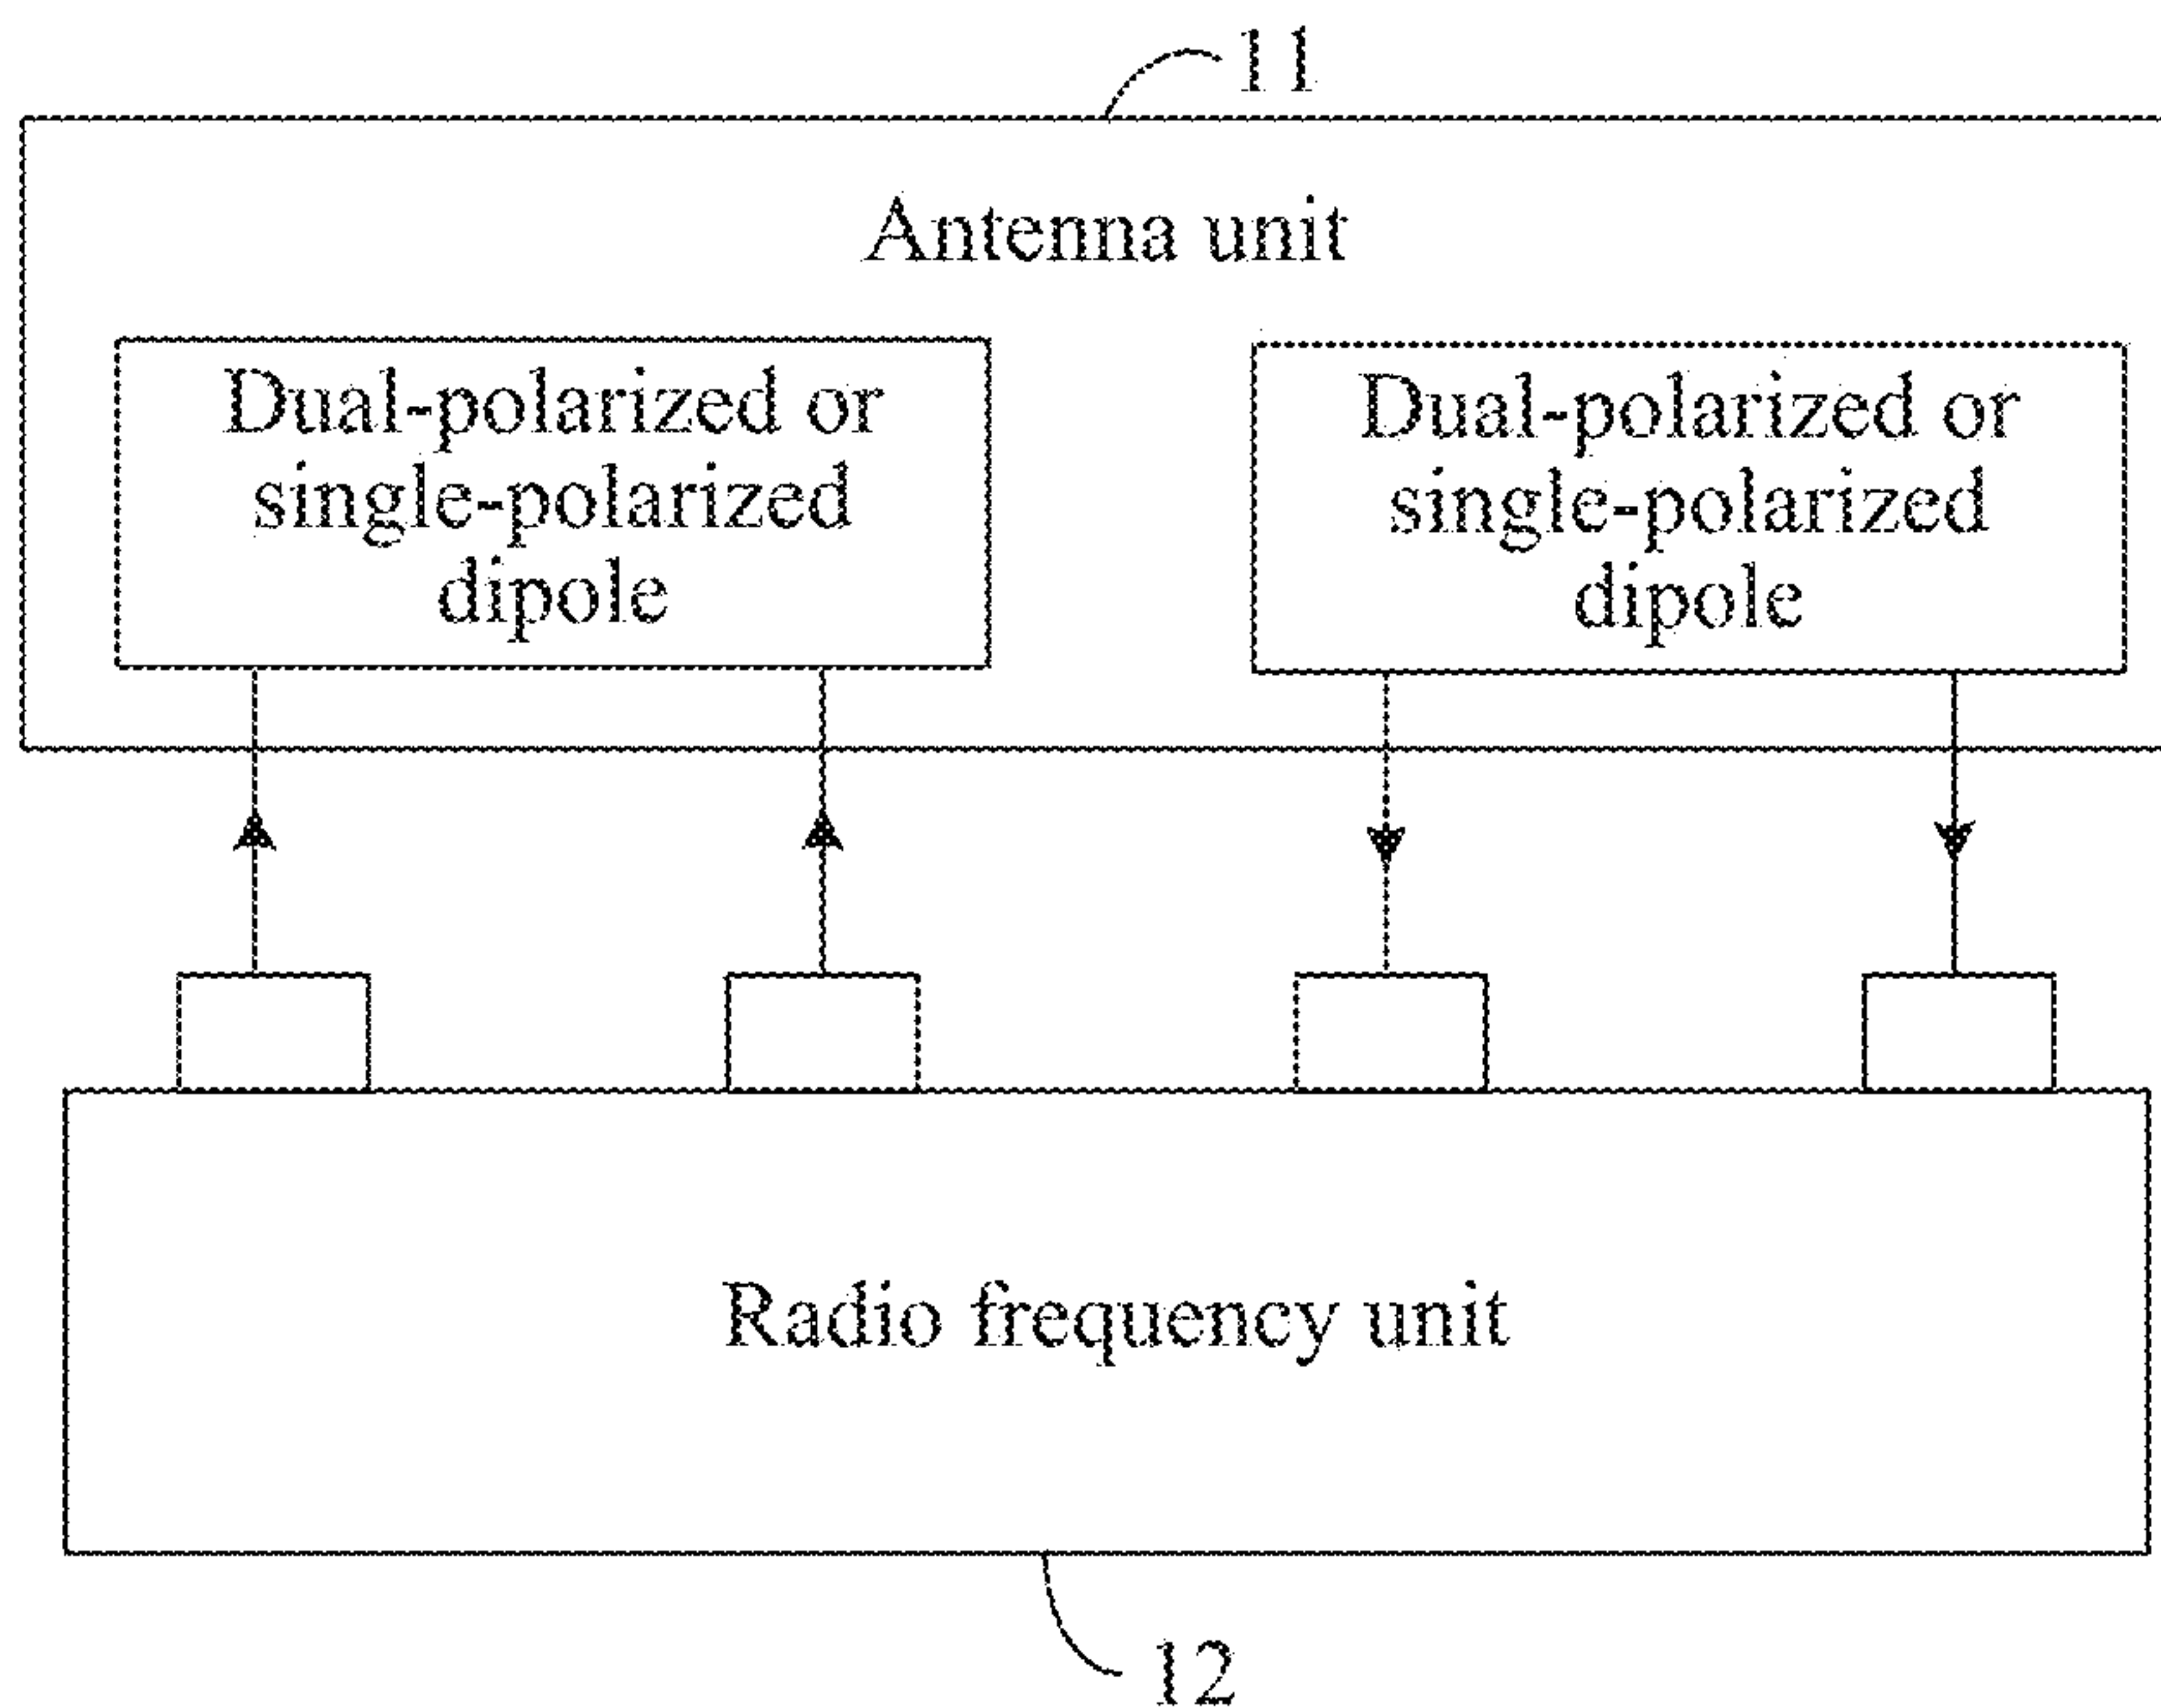 11
Antenna unit
Dual-polarized or
single-polarized
dipole
Dual-polarized or
single-polarized
dipole
Radio frequency unit
12